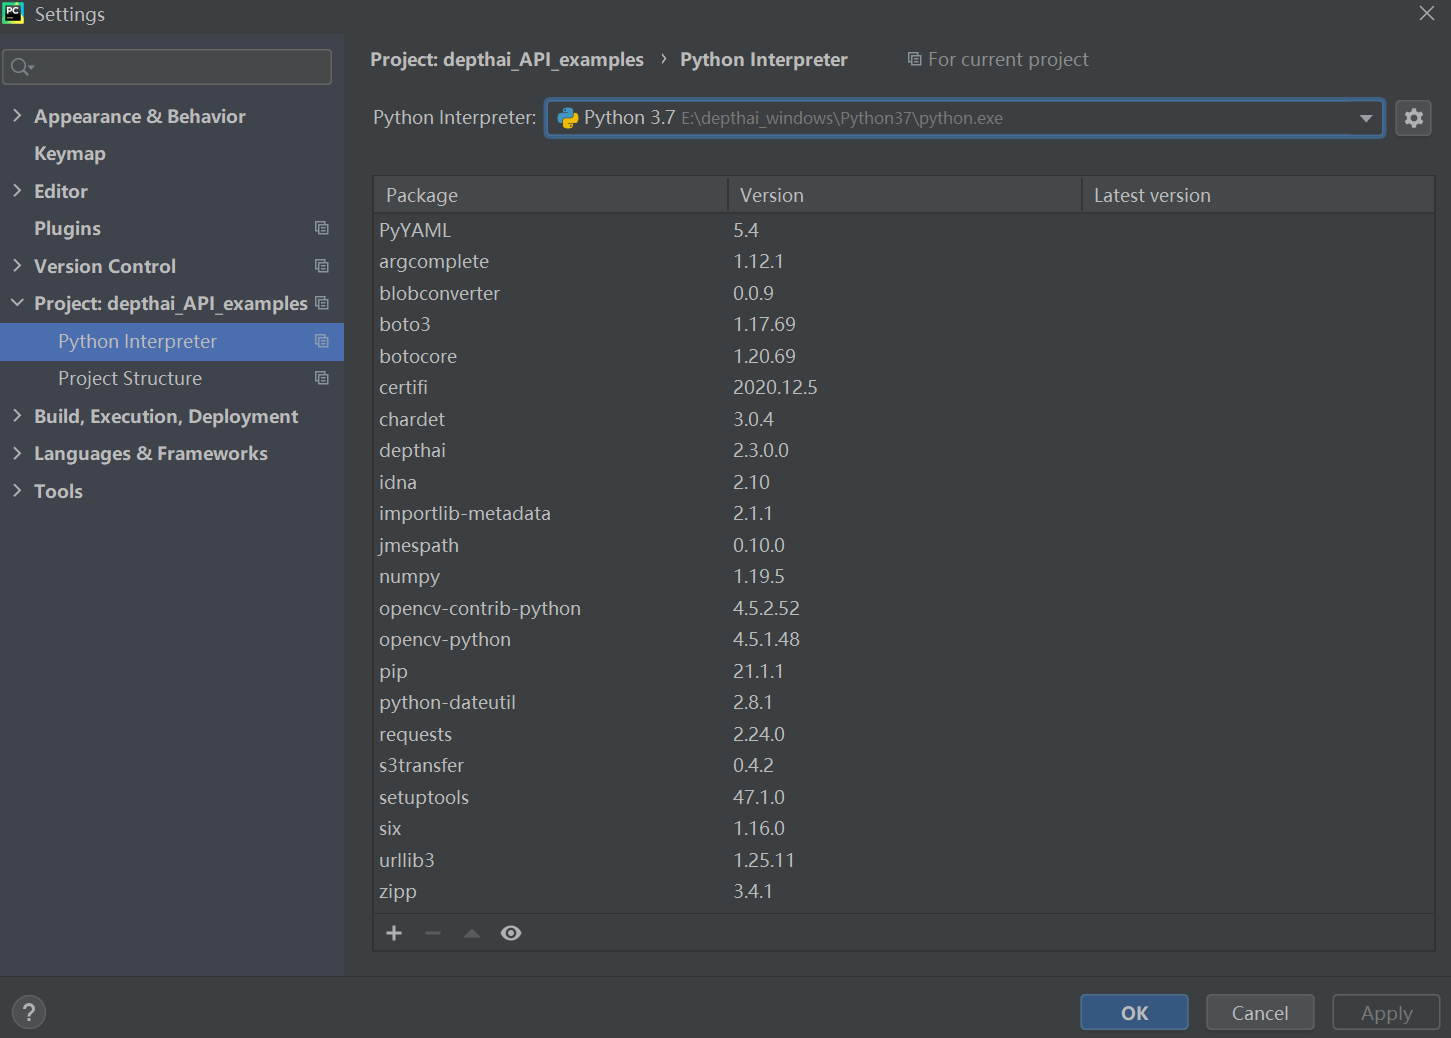 PC Settings
Project: depthai_API_examples › Python Interpreter For current project
Python Interpreter: Python 3.7 E:\depthai_windows\Python37\python.exe
Appearance & Behavior
Keymap
Editor
Plugins
Version Control
Project: depthai_API_examples
Python Interpreter
Project Structure
Build, Execution, Deployment
Languages & Frameworks
Tools
Package Version Latest version
PyYAML 5.4
argcomplete 1.12.1
blobconverter 0.0.9
boto3 1.17.69
botocore 1.20.69
certifi 2020.12.5
chardet 3.0.4
depthai 2.3.0.0
idna 2.10
importlib-metadata 2.1.1
jmespath 0.10.0
numpy 1.19.5
opencv-contrib-python 4.5.2.52
opencv-python 4.5.1.48
pip 21.1.1
python-dateutil 2.8.1
requests 2.24.0
s3transfer 0.4.2
setuptools 47.1.0
six 1.16.0
urllib3 1.25.11
zipp 3.4.1
? OK Cancel Apply